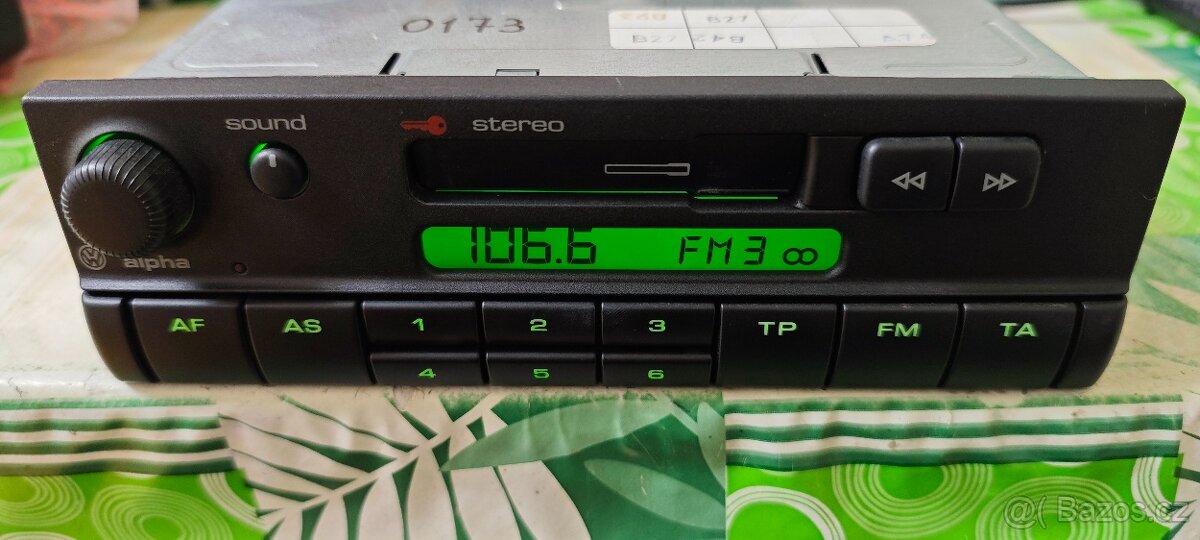 0173
B27
B27 B42
sound
stereo
alpha
106.6 FM3 ∞
AF AS 1 2 3 TP FM TA
4 5 6
@( Bazos.cz